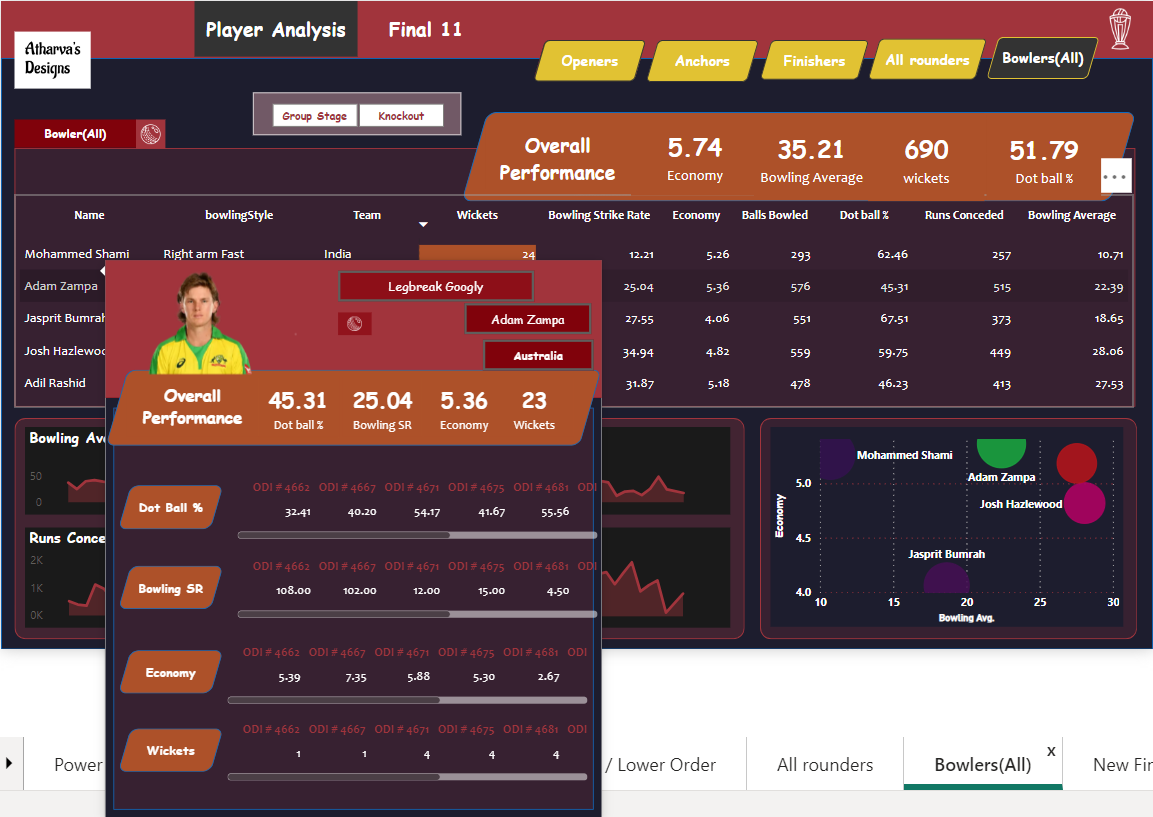 Player Analysis
Final 11
Atharva's
Designs
Openers
Anchors
Finishers
All rounders
Bowlers(All)
Group Stage
Knockout
Bowler(All)
Overall
Performance
5.74
Economy
35.21
Bowling Average
690
wickets
51.79
Dot ball %
Name bowlingStyle Team Wickets Bowling Strike Rate Economy Balls Bowled Dot ball % Runs Conceded Bowling Average
Mohammed Shami Right arm Fast India 24 12.21 5.26 293 62.46 257 10.71
Adam Zampa 25.04 5.36 576 45.31 515 22.39
Jasprit Bumrah 27.55 4.06 551 67.51 373 18.65
Josh Hazlewoo 34.94 4.82 559 59.75 449 28.06
Adil Rashid 31.87 5.18 478 46.23 413 27.53
Legbreak Googly
Adam Zampa
Australia
Overall
Performance
45.31
Dot ball %
25.04
Bowling SR
5.36
Economy
23
Wickets
Dot Ball %
ODI # 4662 ODI # 4667 ODI # 4671 ODI # 4675 ODI # 4681 ODI
32.41 40.20 54.17 41.67 55.56
Bowling SR
ODI # 4662 ODI # 4667 ODI # 4671 ODI # 4675 ODI # 4681 ODI
108.00 102.00 12.00 15.00 4.50
Economy
ODI # 4662 ODI # 4667 ODI # 4671 ODI # 4675 ODI # 4681 ODI
5.39 7.35 5.88 5.30 2.67
Wickets
ODI # 4662 ODI # 4667 ODI # 4671 ODI # 4675 ODI # 4681 ODI
1 1 4 4 4
Bowling Av
50
0
Runs Conce
2K
1K
0K
Economy
5.0
4.5
4.0
Mohammed Shami
Adam Zampa
Josh Hazlewood
Jasprit Bumrah
10 15 20 25 30
Bowling Avg.
Power
/ Lower Order
All rounders
Bowlers(All)
x
New Fir